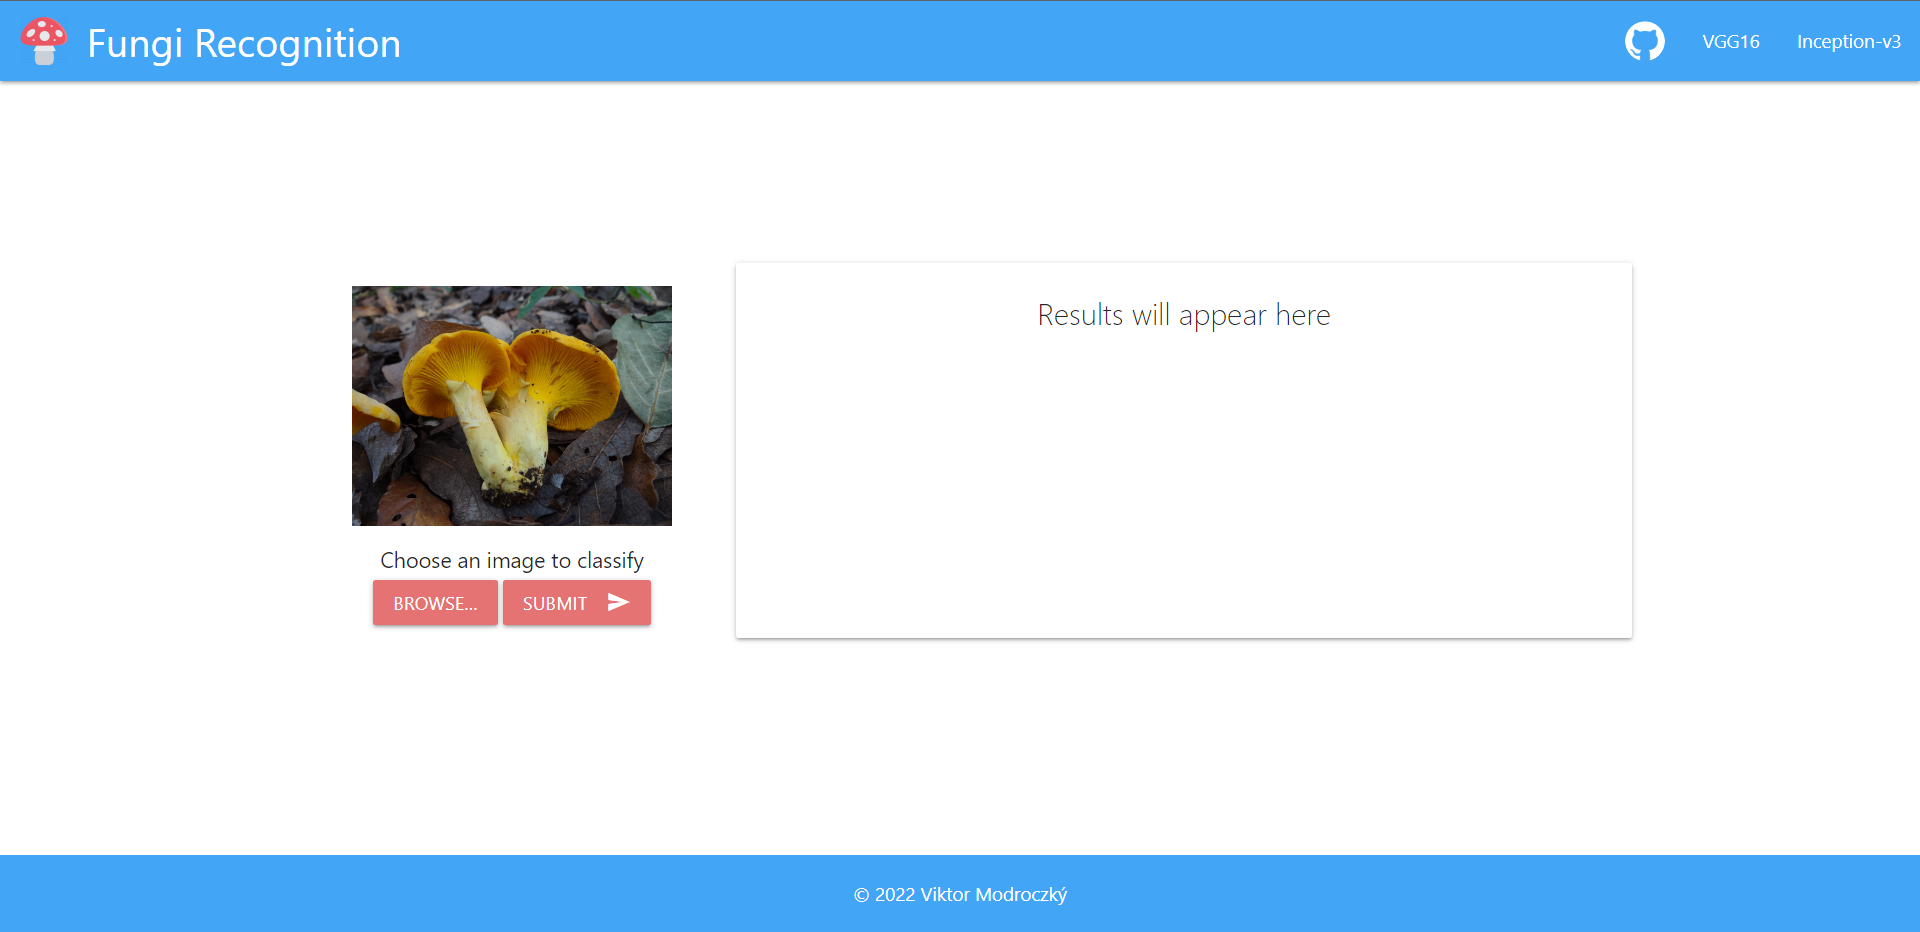 Fungi Recognition
VGG16
Inception-v3
Results will appear here
Choose an image to classify
BROWSE...
SUBMIT
© 2022 Viktor Modroczký